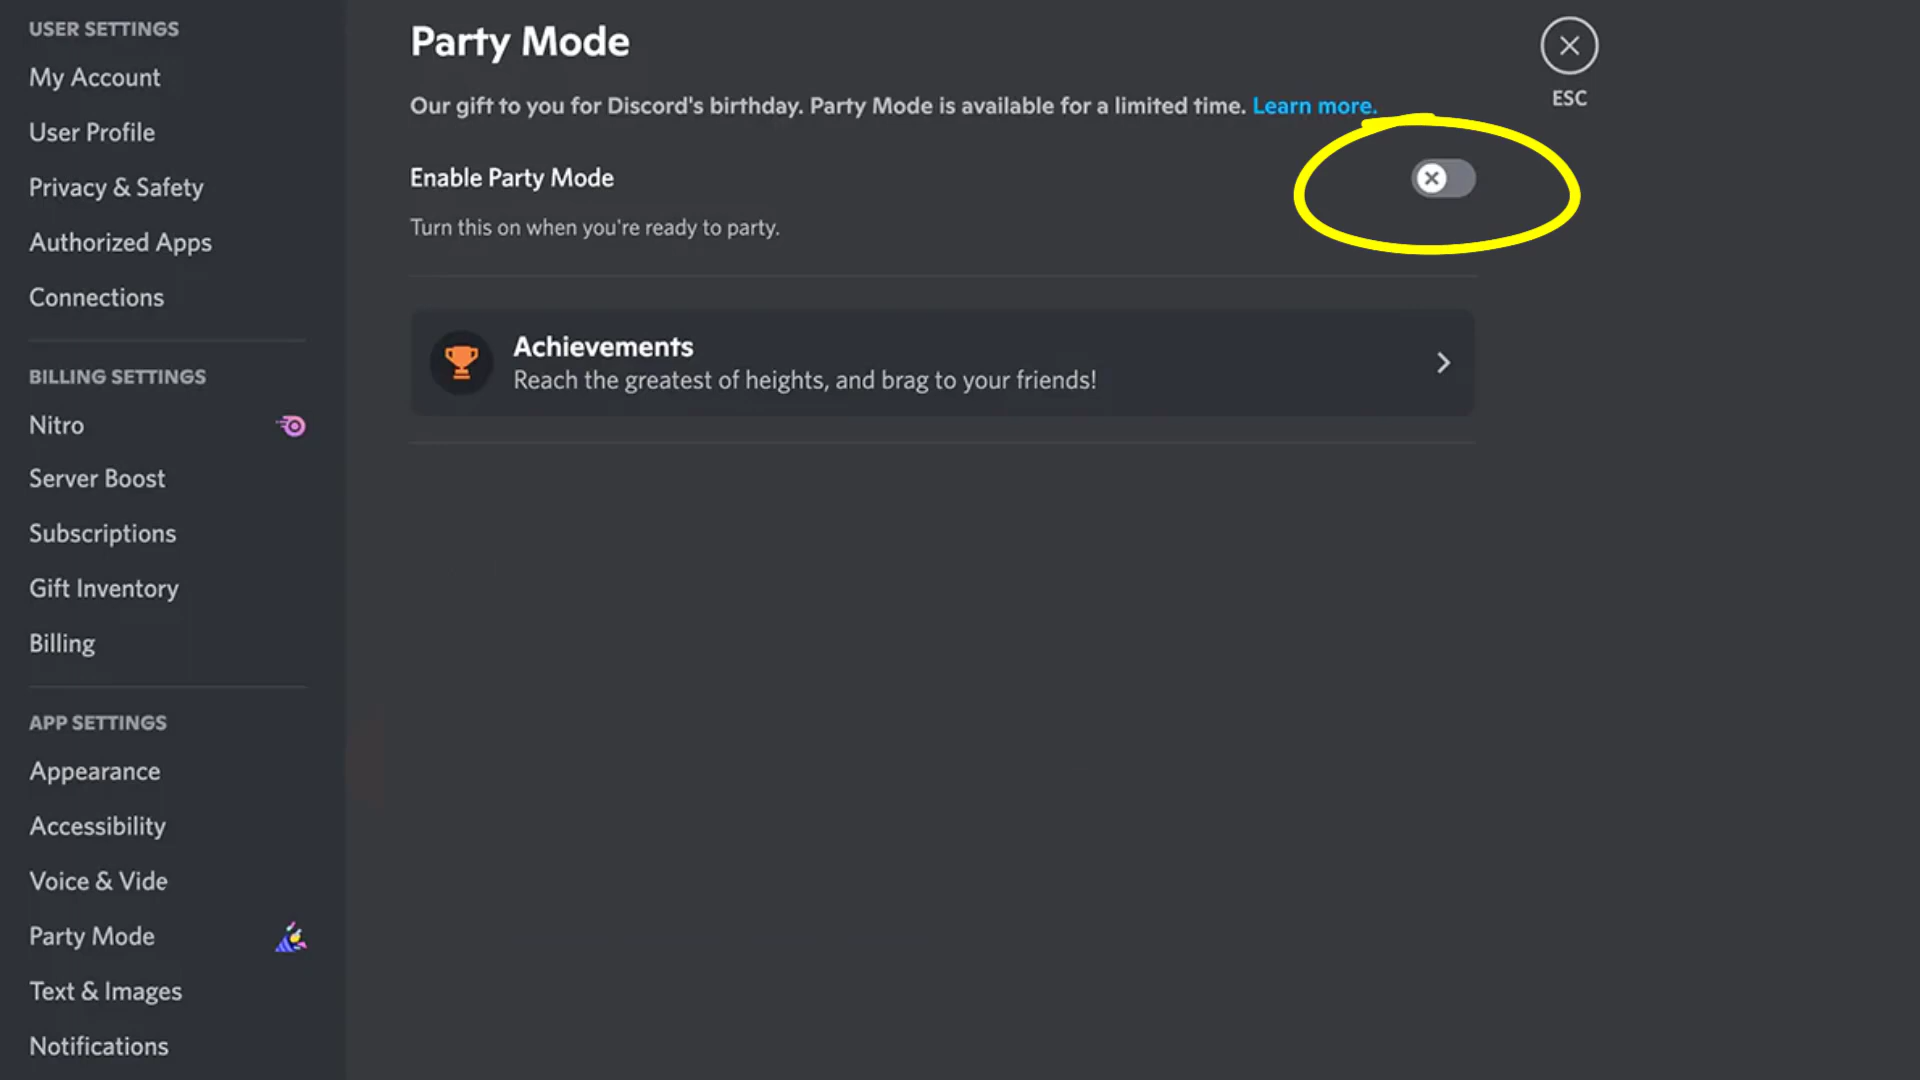 USER SETTINGS
My Account
User Profile
Privacy & Safety
Authorized Apps
Connections
BILLING SETTINGS
Nitro
Server Boost
Subscriptions
Gift Inventory
Billing
APP SETTINGS
Appearance
Accessibility
Voice & Vide
Party Mode
Text & Images
Notifications
Party Mode
Our gift to you for Discord's birthday. Party Mode is available for a limited time. Learn more.
Enable Party Mode
Turn this on when you're ready to party.
Achievements
Reach the greatest of heights, and brag to your friends!
ESC